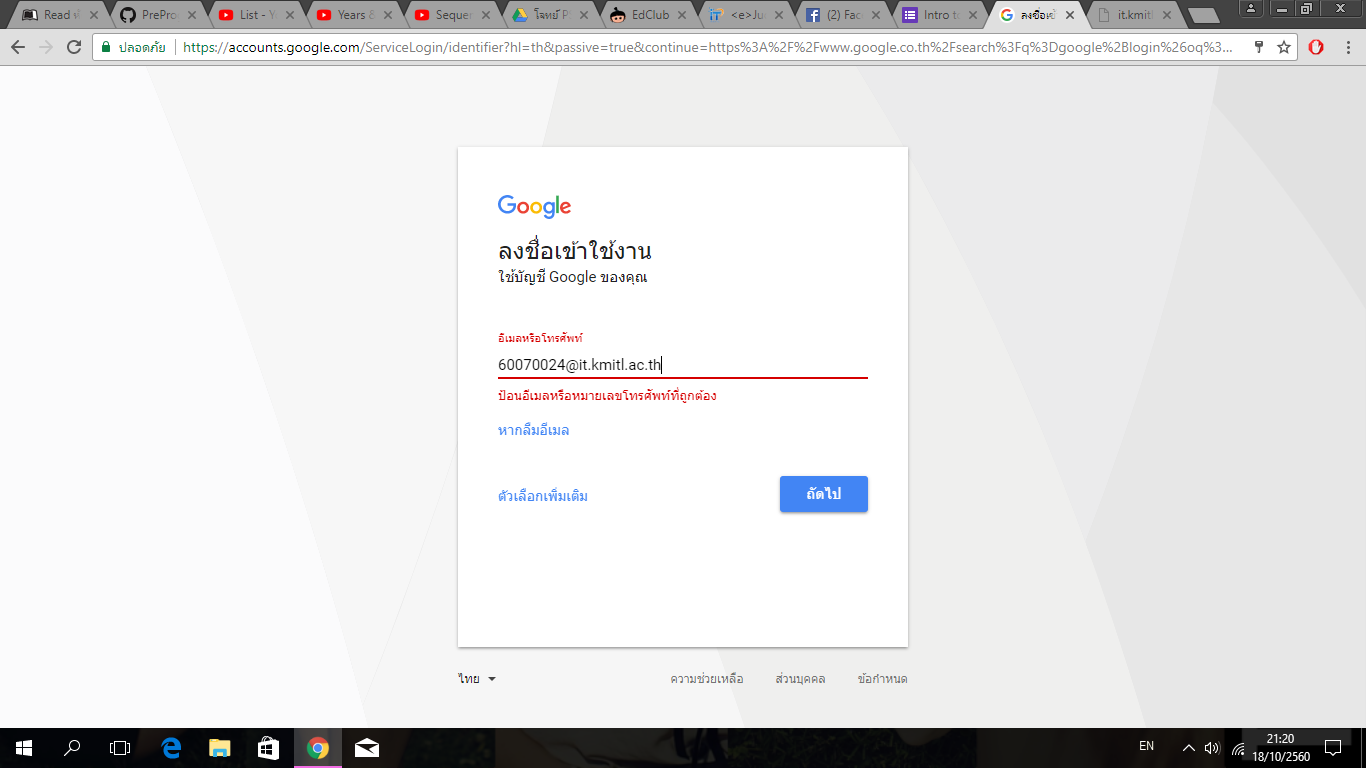 Read ห
PrePro
List - Y
Years &
Seque
โจทย์ P
EdClub
<e>Ju
(2) Fac
Intro t
ลงชื่อเข้
it.kmitl
ปลอดภัย
https://accounts.google.com/ServiceLogin/identifier?hl=th&passive=true&continue=https%3A%2F%2Fwww.google.co.th%2Fsearch%3Fq%3Dgoogle%2Blogin%26oq%3...
Google
ลงชื่อเข้าใช้งาน
ใช้บัญชี Google ของคุณ
อีเมลหรือโทรศัพท์
60070024@it.kmitl.ac.th
ป้อนอีเมลหรือหมายเลขโทรศัพท์ที่ถูกต้อง
หากลืมอีเมล
ตัวเลือกเพิ่มเติม
ถัดไป
ไทย
ความช่วยเหลือ
ส่วนบุคคล
ข้อกำหนด
EN
21:20
18/10/2560